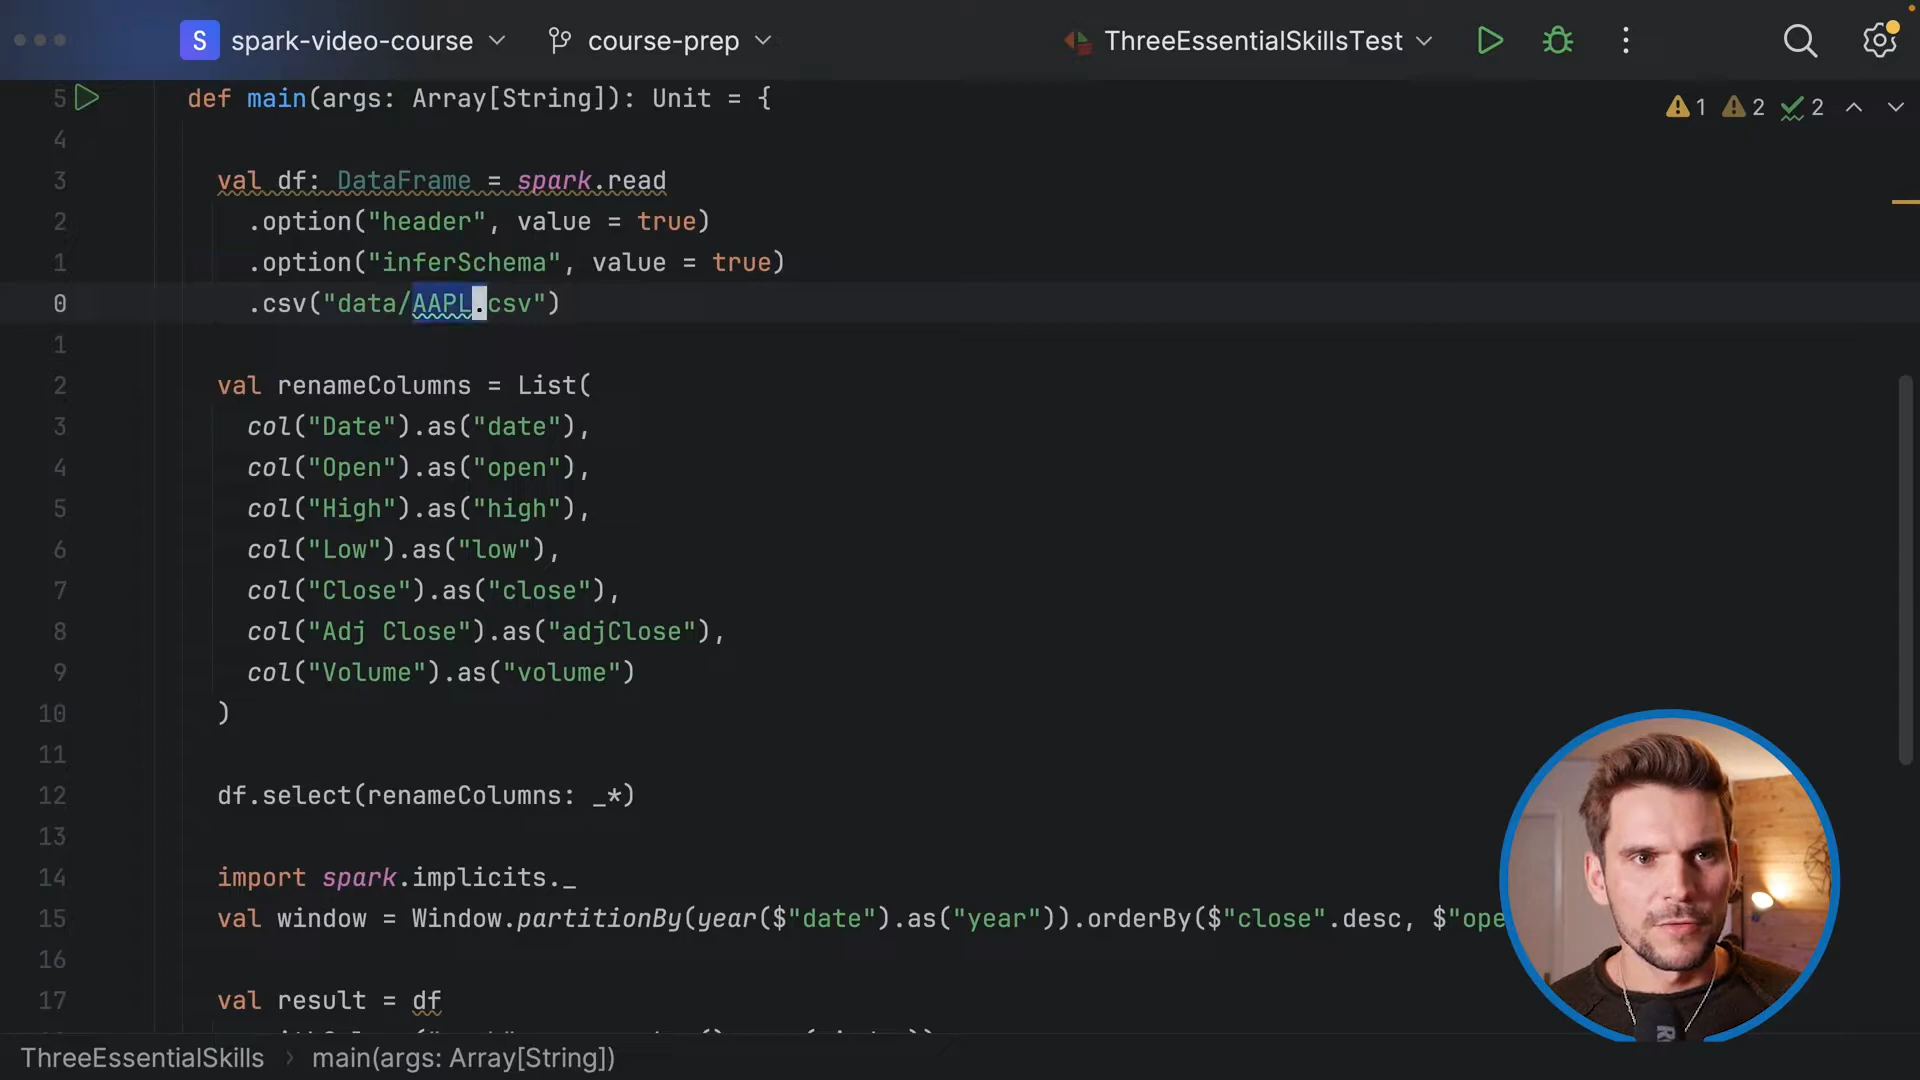 S spark-video-course course-prep ThreeEssentialSkillsTest
5 def main(args: Array[String]): Unit = {
1 2 2
4
3 val df: DataFrame = spark.read
2 .option("header", value = true)
1 .option("inferSchema", value = true)
0 .csv("data/AAPL.csv")
1
2 val renameColumns = List(
3 col("Date").as("date"),
4 col("Open").as("open"),
5 col("High").as("high"),
6 col("Low").as("low"),
7 col("Close").as("close"),
8 col("Adj Close").as("adjClose"),
9 col("Volume").as("volume")
10 )
11
12 df.select(renameColumns: _*)
13
14 import spark.implicits._
15 val window = Window.partitionBy(year($"date").as("year")).orderBy($"close".desc, $"ope
16
17 val result = df
ThreeEssentialSkills > main(args: Array[String])